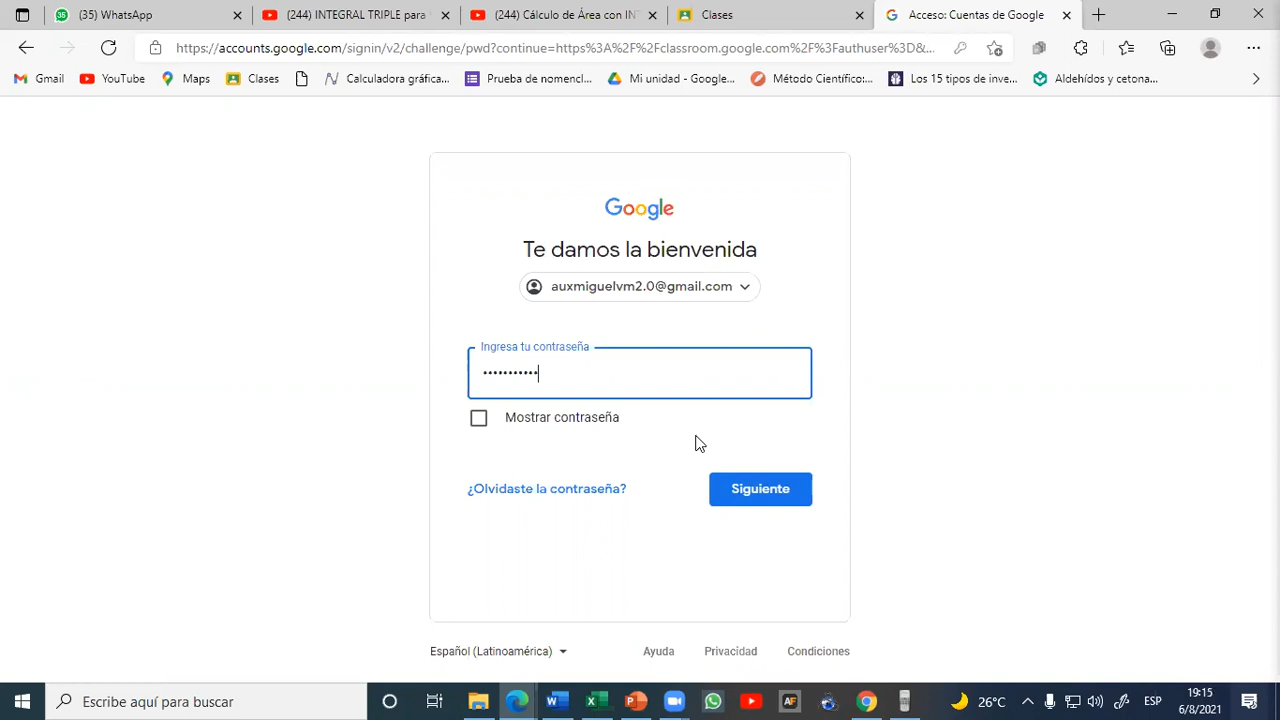 (35) WhatsApp
(244) INTEGRAL TRIPLE para
(244) Cálculo de Área con INT
Clases
Acceso: Cuentas de Google
https://accounts.google.com/signin/v2/challenge/pwd?continue=https%3A%2F%2Fclassroom.google.com%2F%3Fauthuser%3D&...
Gmail
YouTube
Maps
Clases
Calculadora gráfica...
Prueba de nomencl...
Mi unidad - Google...
Método Científico:...
Los 15 tipos de inve...
Aldehídos y cetona...
Google
Te damos la bienvenida
auxmiguelvm2.0@gmail.com
Ingresa tu contraseña
•••••••••••
Mostrar contraseña
¿Olvidaste la contraseña?
Siguiente
Español (Latinoamérica)
Ayuda
Privacidad
Condiciones
Escribe aquí para buscar
26°C
ESP
19:15
6/8/2021